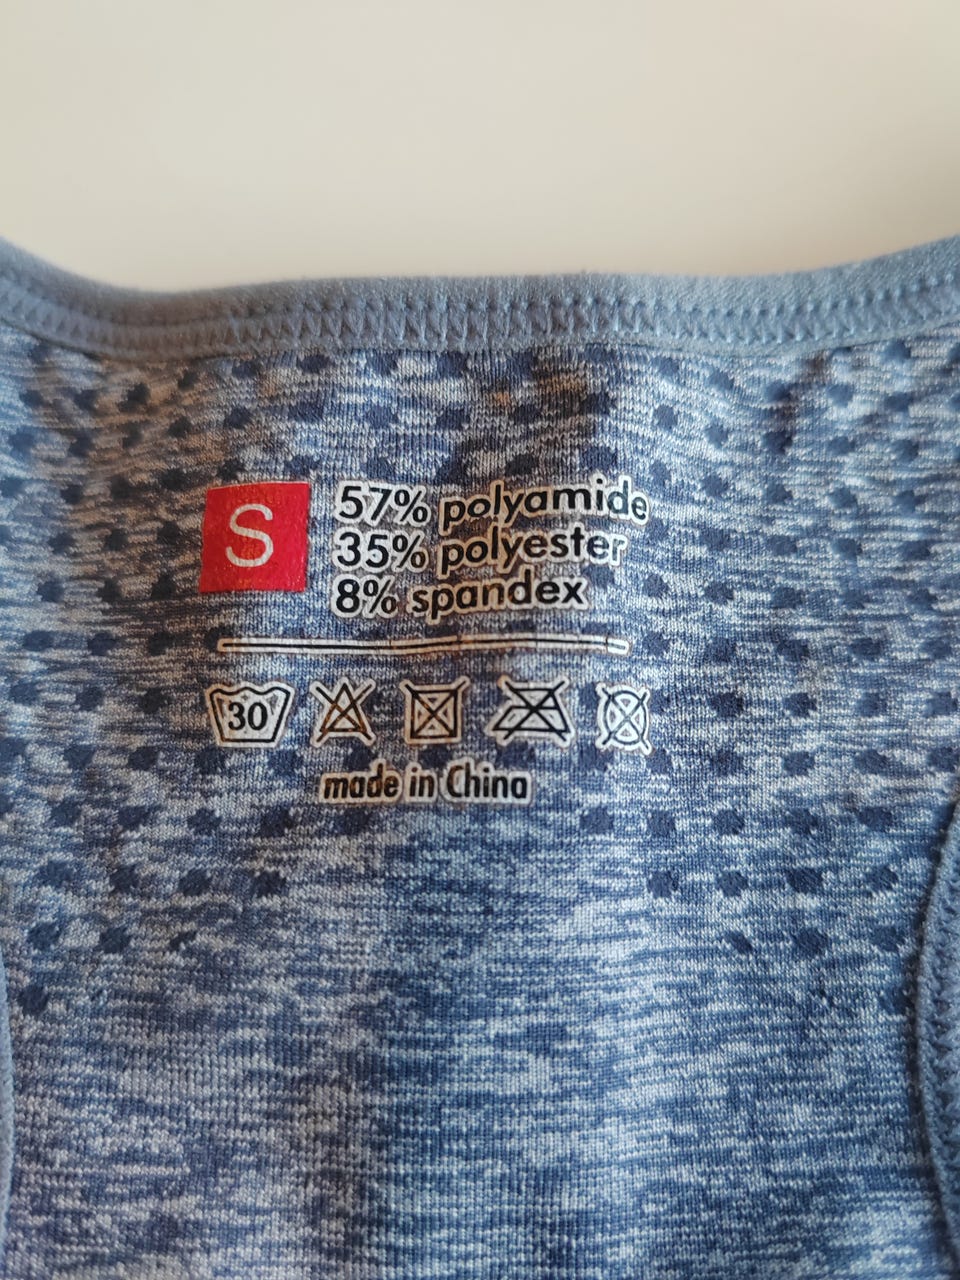 S
57% polyamide
35% polyester
8% spandex
30
made in China